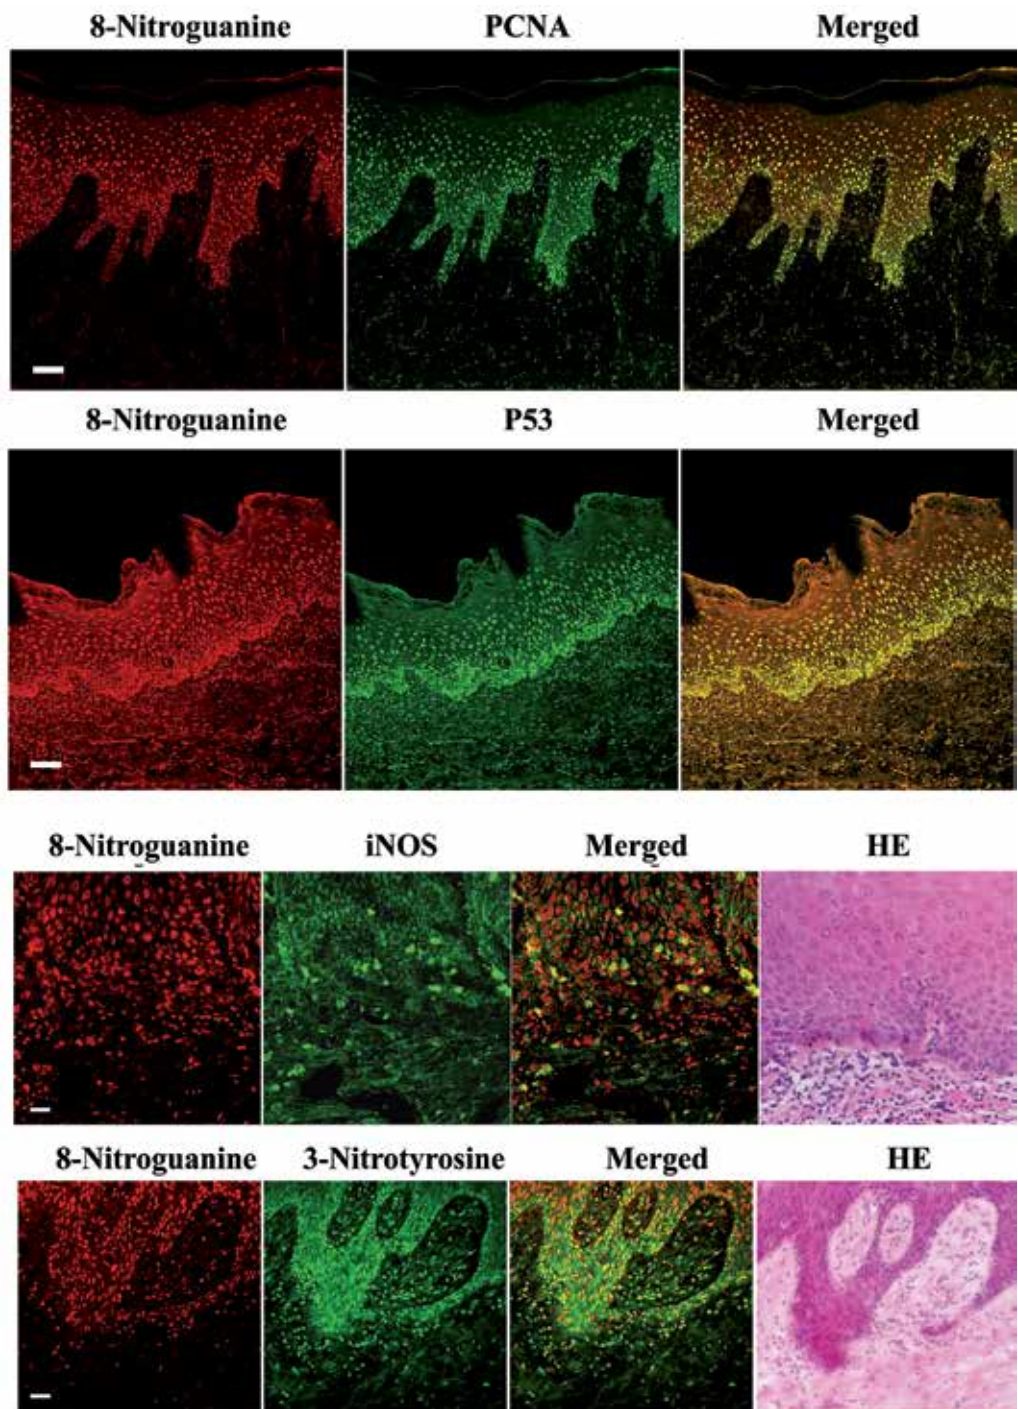 8-Nitroguanine PCNA Merged
8-Nitroguanine P53 Merged
8-Nitroguanine iNOS Merged HE
8-Nitroguanine 3-Nitrotyrosine Merged HE